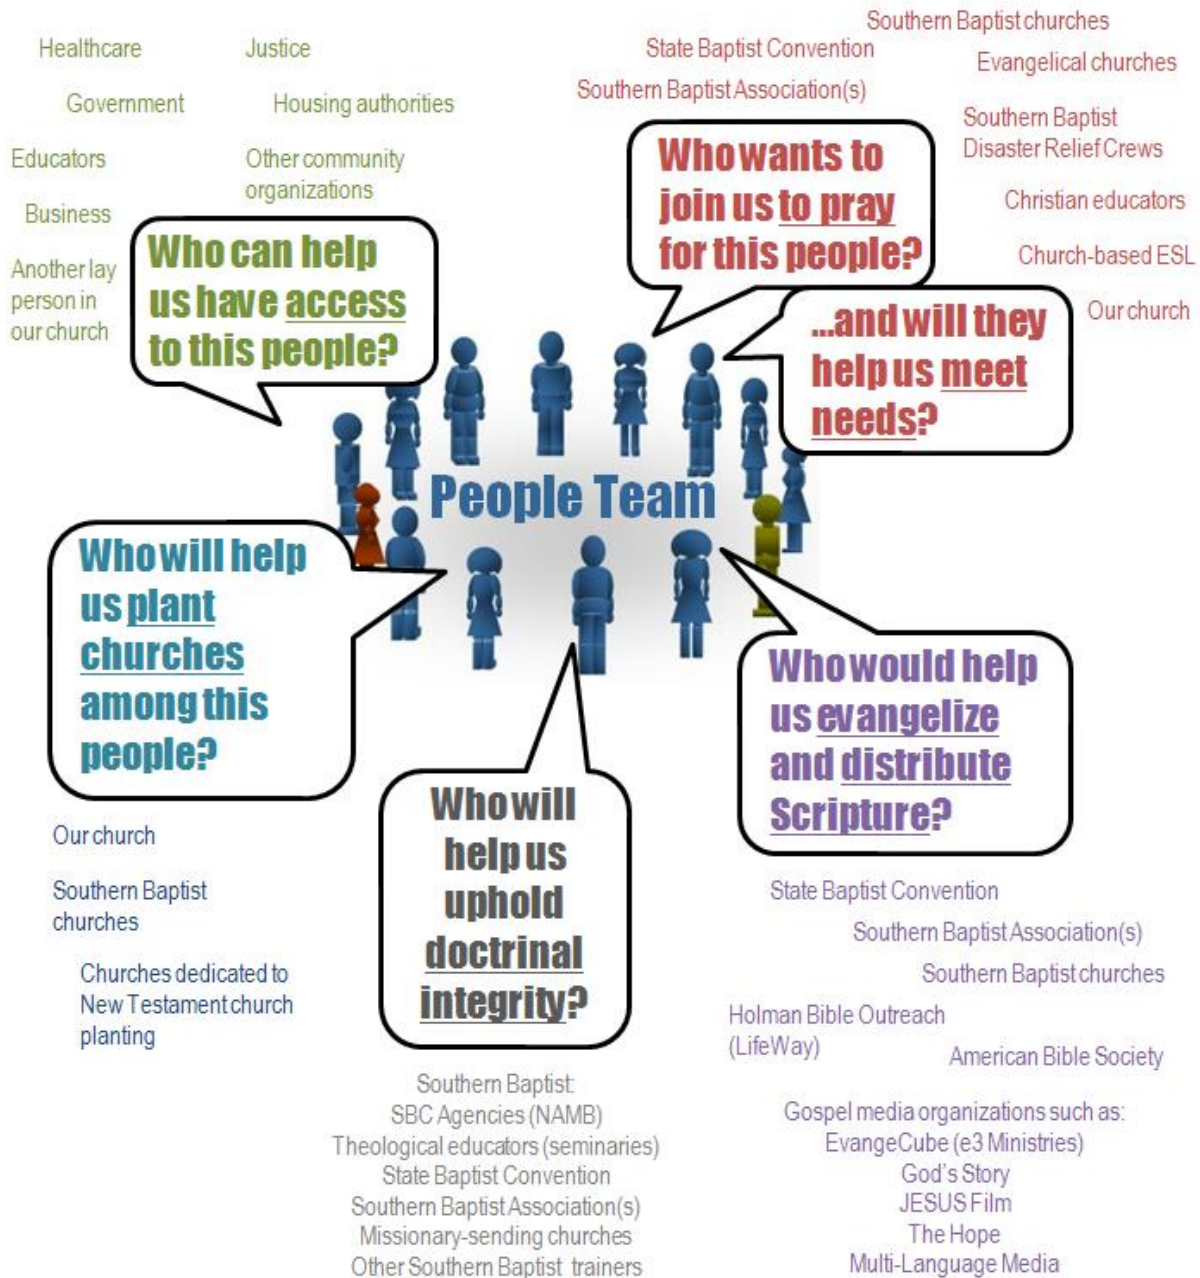 Healthcare
Justice
Government
Housing authorities
Educators
Other community
organizations
Business
Another lay
person in
our church
Who can help
us have access
to this people?
Southern Baptist churches
State Baptist Convention
Evangelical churches
Southern Baptist Association(s)
Southern Baptist
Disaster Relief Crews
Christian educators
Church-based ESL
Our church
Who wants to
join us to pray
for this people?
...and will they
help us meet
needs?
People Team
Who will help
us plant
churches
among this
people?
Our church
Southern Baptist
churches
Churches dedicated to
New Testament church
planting
Who will
help us
uphold
doctrinal
integrity?
Southern Baptist:
SBC Agencies (NAMB)
Theological educators (seminaries)
State Baptist Convention
Southern Baptist Association(s)
Missionary-sending churches
Other Southern Baptist trainers
Who would help
us evangelize
and distribute
Scripture?
State Baptist Convention
Southern Baptist Association(s)
Southern Baptist churches
Holman Bible Outreach
(LifeWay)
American Bible Society
Gospel media organizations such as:
EvangeCube (e3 Ministries)
God's Story
JESUS Film
The Hope
Multi-Language Media